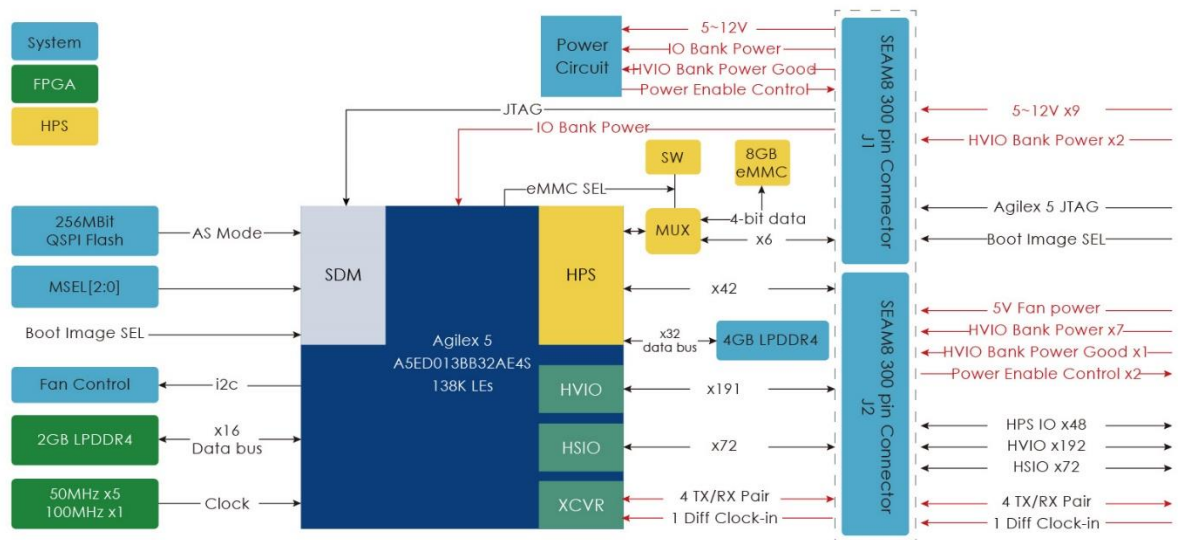 System
FPGA
HPS
Power
Circuit
5~12V
IO Bank Power
HVIO Bank Power Good
Power Enable Control
JTAG
IO Bank Power
SEAM8 300 pin Connector
J1
5~12V x9
HVIO Bank Power x2
Agilex 5 JTAG
Boot Image SEL
SW
8GB
eMMC
eMMC SEL
MUX
4-bit data
x6
256MBit
QSPI Flash
AS Mode
MSEL[2:0]
Boot Image SEL
SDM
HPS
x42
Agilex 5
A5ED013BB32AE4S
138K LEs
x32
data bus
4GB LPDDR4
Fan Control
i2c
HVIO
x191
2GB LPDDR4
x16
Data bus
HSIO
x72
50MHz x5
100MHz x1
Clock
XCVR
4 TX/RX Pair
1 Diff Clock-in
SEAM8 300 pin Connector
J2
5V Fan power
HVIO Bank Power x7
HVIO Bank Power Good x1
Power Enable Control x2
HPS IO x48
HVIO x192
HSIO x72
4 TX/RX Pair
1 Diff Clock-in